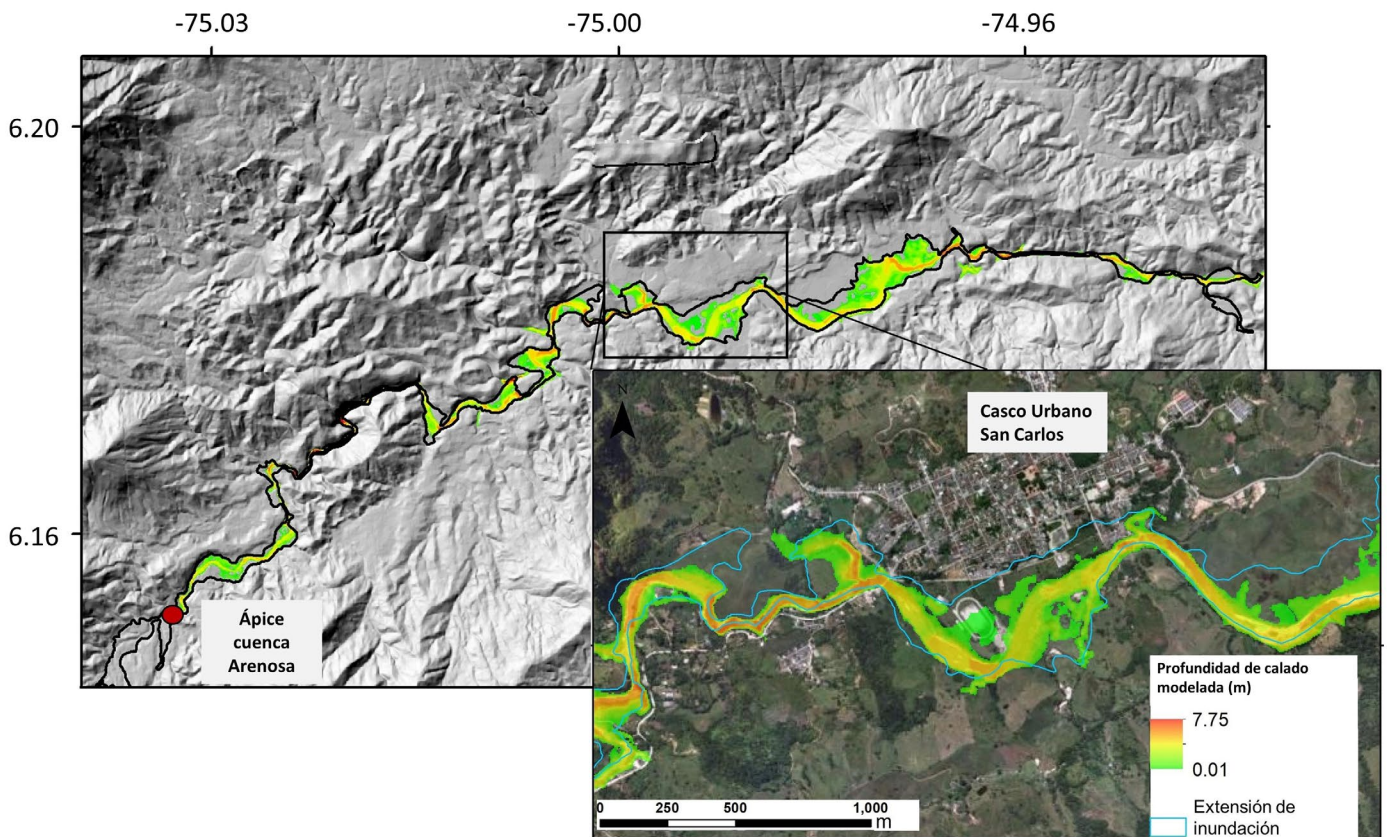 -75.03
-75.00
-74.96
6.20
6.16
Ápice
cuenca
Arenosa
N
Casco Urbano
San Carlos
Profundidad de calado
modelada (m)
7.75
0.01
Extensión de
inundación
0 250 500 1,000
m